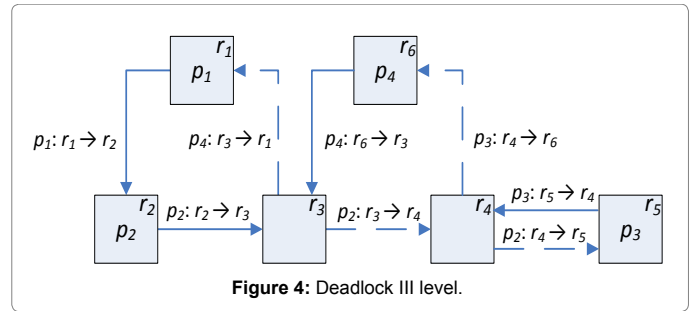 r₁
p₁
r₆
p₄
p₁: r₁ → r₂
p₄: r₃ → r₁
p₄: r₆ → r₃
p₃: r₄ → r₆
r₂
p₂
p₂: r₂ → r₃
r₃
p₂: r₃ → r₄
r₄
p₃: r₅ → r₄
p₂: r₄ → r₅
r₅
p₃
Figure 4: Deadlock III level.